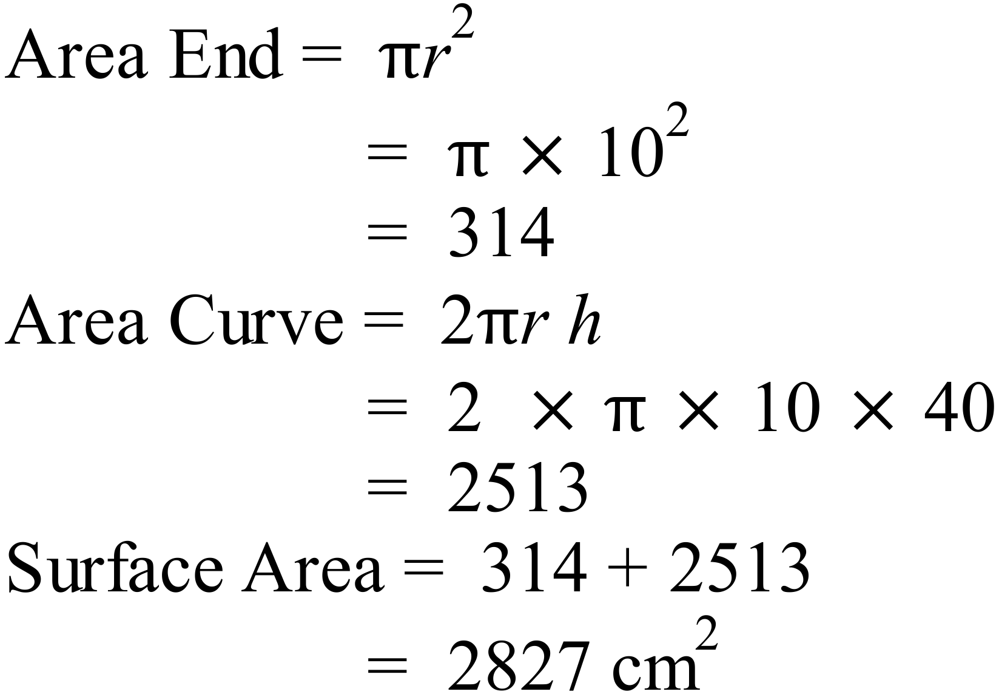 Area End = πr²
= π × 10²
= 314
Area Curve = 2πr h
= 2 × π × 10 × 40
= 2513
Surface Area = 314 + 2513
= 2827 cm²